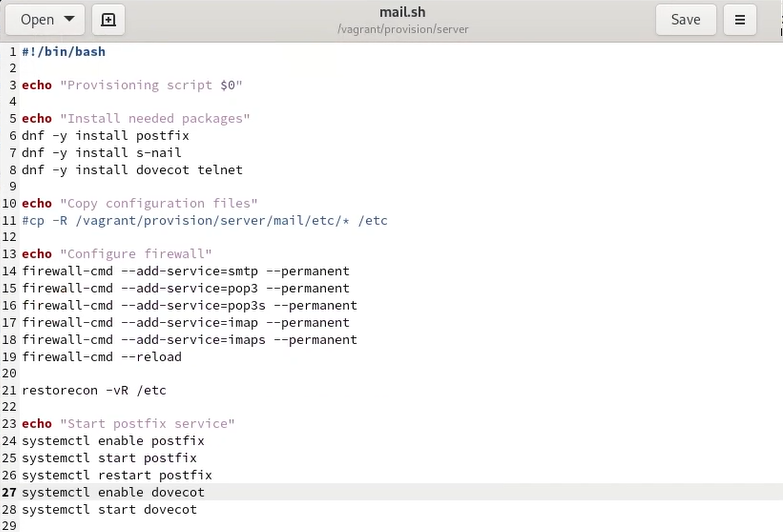 Open
mail.sh
/vagrant/provision/server
Save
1 #!/bin/bash
2
3 echo "Provisioning script $0"
4
5 echo "Install needed packages"
6 dnf -y install postfix
7 dnf -y install s-nail
8 dnf -y install dovecot telnet
9
10 echo "Copy configuration files"
11 #cp -R /vagrant/provision/server/mail/etc/* /etc
12
13 echo "Configure firewall"
14 firewall-cmd --add-service=smtp --permanent
15 firewall-cmd --add-service=pop3 --permanent
16 firewall-cmd --add-service=pop3s --permanent
17 firewall-cmd --add-service=imap --permanent
18 firewall-cmd --add-service=imaps --permanent
19 firewall-cmd --reload
20
21 restorecon -vR /etc
22
23 echo "Start postfix service"
24 systemctl enable postfix
25 systemctl start postfix
26 systemctl restart postfix
27 systemctl enable dovecot
28 systemctl start dovecot
29